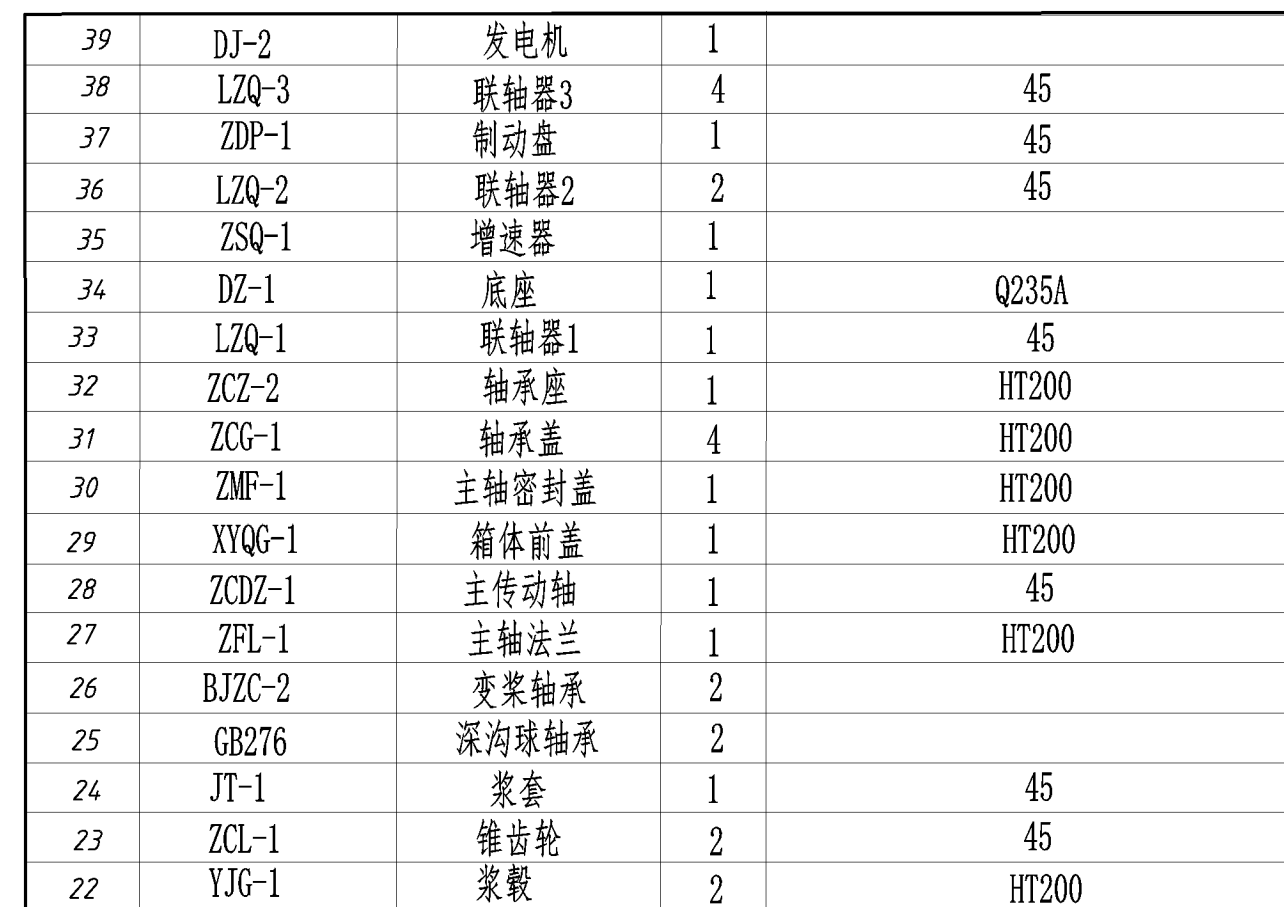 39 DJ-2 发电机 1
38 LZQ-3 联轴器3 4 45
37 ZDP-1 制动盘 1 45
36 LZQ-2 联轴器2 2 45
35 ZSQ-1 增速器 1
34 DZ-1 底座 1 Q235A
33 LZQ-1 联轴器1 1 45
32 ZCZ-2 轴承座 1 HT200
31 ZCG-1 轴承盖 4 HT200
30 ZMF-1 主轴密封盖 1 HT200
29 XYQG-1 箱体前盖 1 HT200
28 ZCDZ-1 主传动轴 1 45
27 ZFL-1 主轴法兰 1 HT200
26 BJZC-2 变桨轴承 2
25 GB276 深沟球轴承 2
24 JT-1 浆套 1 45
23 ZCL-1 锥齿轮 2 45
22 YJG-1 浆毂 2 HT200